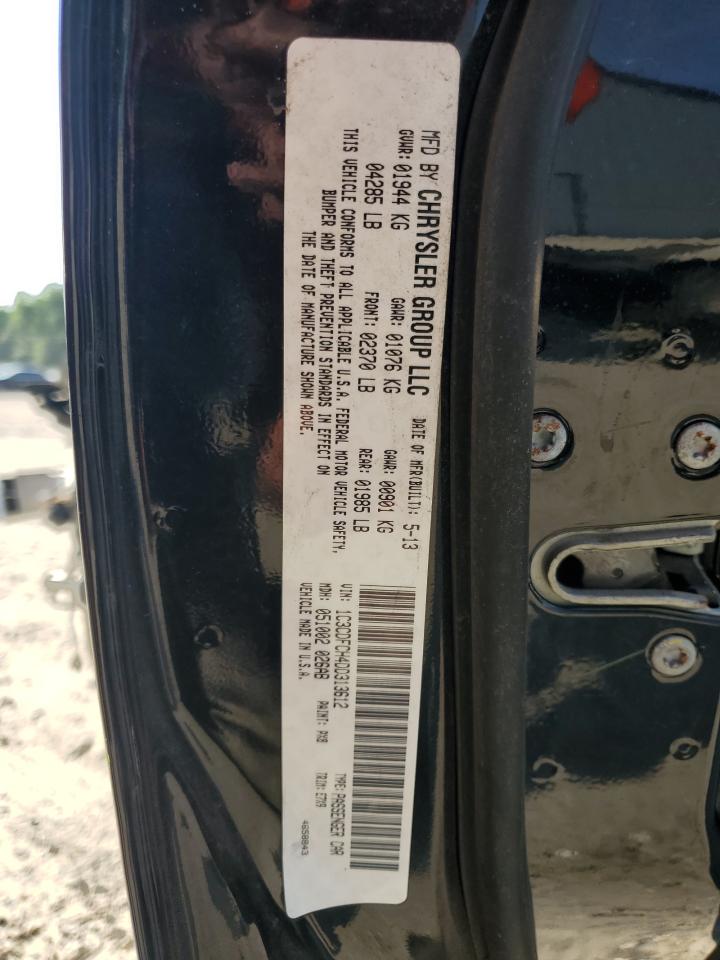 MFD BY CHRYSLER GROUP LLC DATE OF MFR(BUILT): 5-13
GVWR: 01944 KG GAWR: 01076 KG GAWR: 00901 KG
04285 LB FRONT: 02370 LB REAR: 01985 LB
THIS VEHICLE CONFORMS TO ALL APPLICABLE U.S.A. FEDERAL MOTOR VEHICLE SAFETY,
BUMPER AND THEFT PREVENTION STANDARDS IN EFFECT ON
THE DATE OF MANUFACTURE SHOWN ABOVE.
VIN: 1C3CDFCH4DD313612 TYPE: PASSENGER CAR
MDH: 051002 026AB PAINT: PX8 TRIM: E7X9
VEHICLE MADE IN U.S.A. 4658843